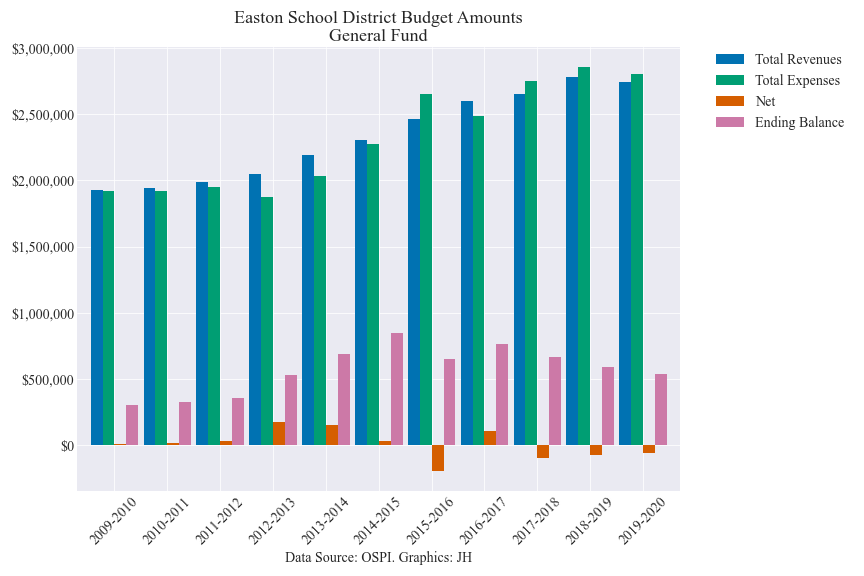 Easton School District Budget Amounts
General Fund
$3,000,000
$2,500,000
$2,000,000
$1,500,000
$1,000,000
$500,000
$0
Total Revenues
Total Expenses
Net
Ending Balance
2009-2010
2010-2011
2011-2012
2012-2013
2013-2014
2014-2015
2015-2016
2016-2017
2017-2018
2018-2019
2019-2020
Data Source: OSPI. Graphics: JH